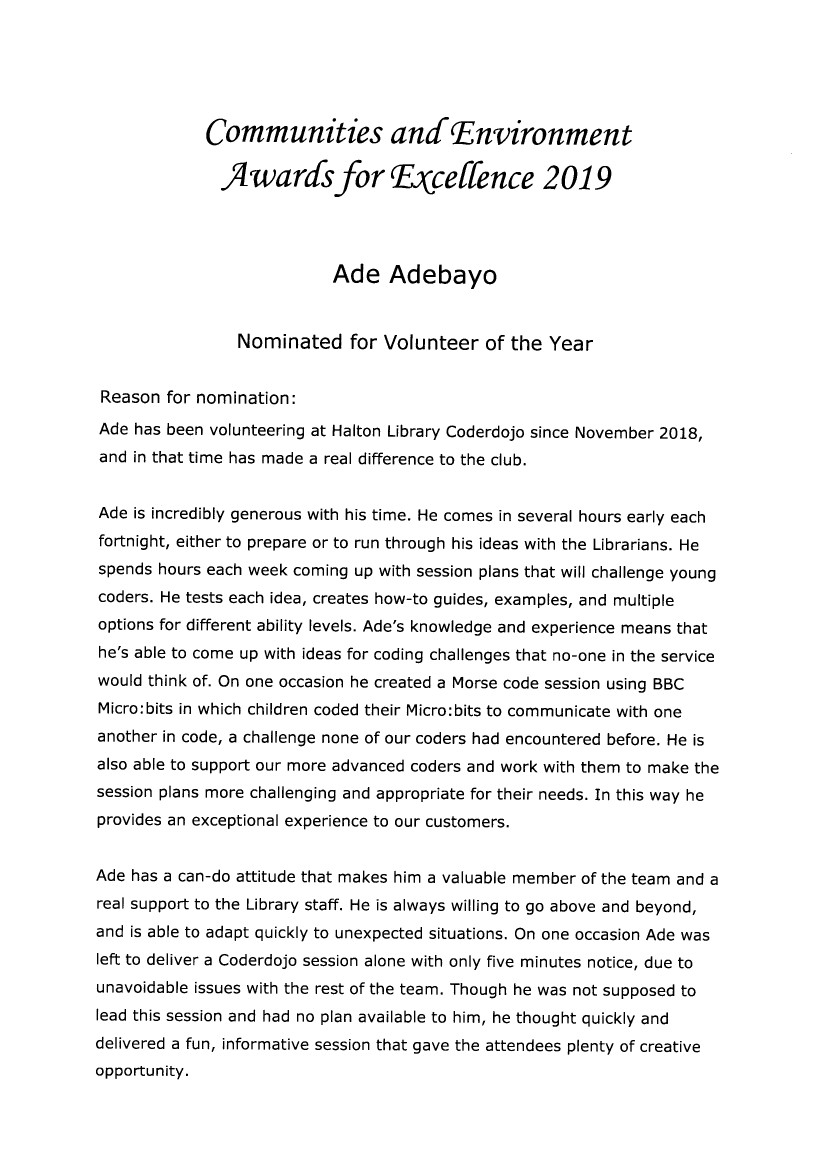 Communities and Environment
Awards for Excellence 2019
Ade Adebayo
Nominated for Volunteer of the Year
Reason for nomination:
Ade has been volunteering at Halton Library Coderdojo since November 2018,
and in that time has made a real difference to the club.
Ade is incredibly generous with his time. He comes in several hours early each
fortnight, either to prepare or to run through his ideas with the Librarians. He
spends hours each week coming up with session plans that will challenge young
coders. He tests each idea, creates how-to guides, examples, and multiple
options for different ability levels. Ade's knowledge and experience means that
he's able to come up with ideas for coding challenges that no-one in the service
would think of. On one occasion he created a Morse code session using BBC
Micro:bits in which children coded their Micro:bits to communicate with one
another in code, a challenge none of our coders had encountered before. He is
also able to support our more advanced coders and work with them to make the
session plans more challenging and appropriate for their needs. In this way he
provides an exceptional experience to our customers.
Ade has a can-do attitude that makes him a valuable member of the team and a
real support to the Library staff. He is always willing to go above and beyond,
and is able to adapt quickly to unexpected situations. On one occasion Ade was
left to deliver a Coderdojo session alone with only five minutes notice, due to
unavoidable issues with the rest of the team. Though he was not supposed to
lead this session and had no plan available to him, he thought quickly and
delivered a fun, informative session that gave the attendees plenty of creative
opportunity.